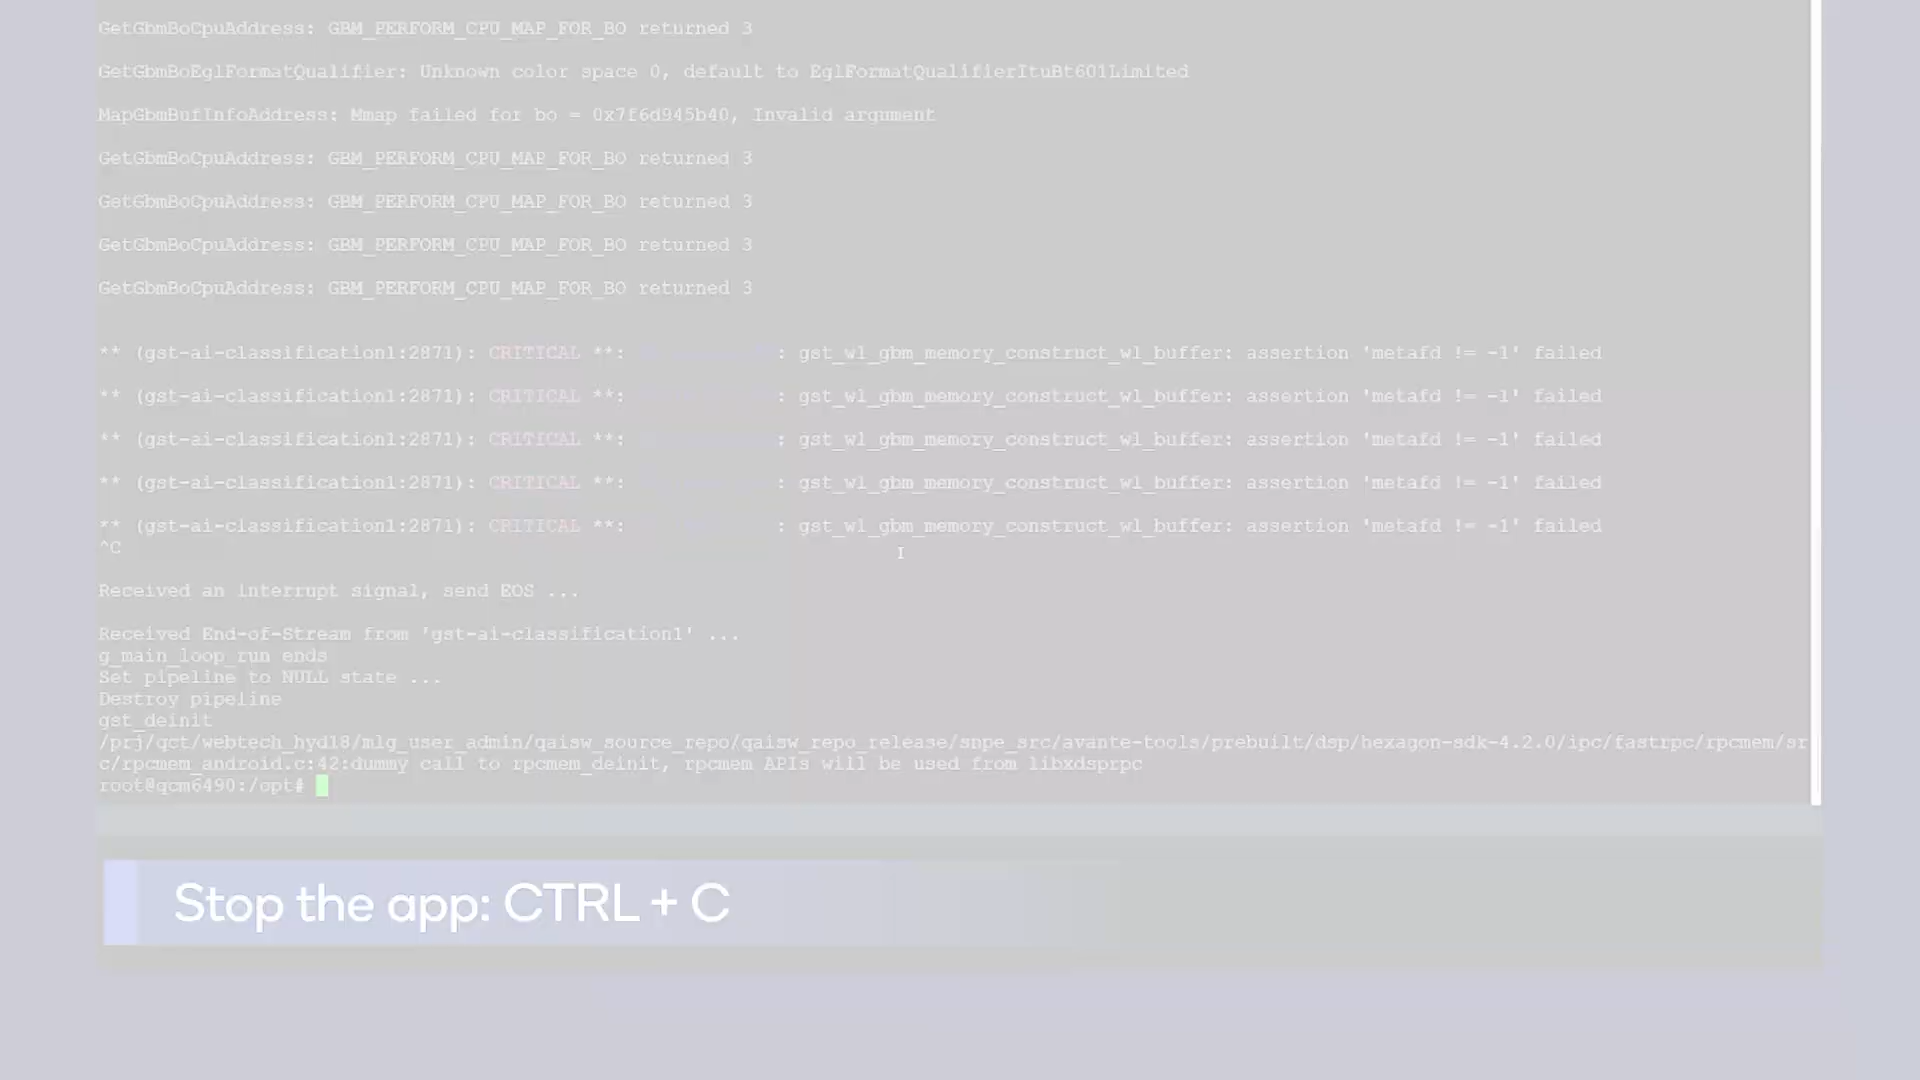 GetGbmBoCpuAddress: GBM_PERFORM_CPU_MAP_FOR_BO returned 3
GetGbmBoEglFormatQualifier: Unknown color space 0, default to EglFormatQualifierItuBt601Limited
MapGbmBufInfoAddress: Mmap failed for bo = 0x7f6d945b40, Invalid argument
GetGbmBoCpuAddress: GBM_PERFORM_CPU_MAP_FOR_BO returned 3
GetGbmBoCpuAddress: GBM_PERFORM_CPU_MAP_FOR_BO returned 3
GetGbmBoCpuAddress: GBM_PERFORM_CPU_MAP_FOR_BO returned 3
GetGbmBoCpuAddress: GBM_PERFORM_CPU_MAP_FOR_BO returned 3
** (gst-ai-classification1:2871): CRITICAL **: : gst_wl_gbm_memory_construct_wl_buffer: assertion 'metafd != -1' failed
** (gst-ai-classification1:2871): CRITICAL **: : gst_wl_gbm_memory_construct_wl_buffer: assertion 'metafd != -1' failed
** (gst-ai-classification1:2871): CRITICAL **: : gst_wl_gbm_memory_construct_wl_buffer: assertion 'metafd != -1' failed
** (gst-ai-classification1:2871): CRITICAL **: : gst_wl_gbm_memory_construct_wl_buffer: assertion 'metafd != -1' failed
** (gst-ai-classification1:2871): CRITICAL **: : gst_wl_gbm_memory_construct_wl_buffer: assertion 'metafd != -1' failed
^C
Received an interrupt signal, send EOS ...
Received End-of-Stream from 'gst-ai-classification1' ...
g_main_loop_run ends
Set pipeline to NULL state ...
Destroy pipeline
gst_deinit
/prj/qct/webtech_hyd18/mlg_user_admin/qaisw_source_repo/qaisw_repo_release/snpe_src/avante-tools/prebuilt/dsp/hexagon-sdk-4.2.0/ipc/fastrpc/rpcmem/sr
c/rpcmem_android.c:42:dummy call to rpcmem_deinit, rpcmem APIs will be used from libxdsprpc
root@qcm6490:/opt#
Stop the app: CTRL + C